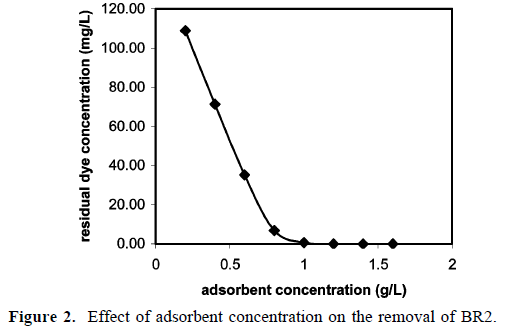 120.00
100.00
80.00
60.00
40.00
20.00
0.00
residual dye concentration (mg/L)
0 0.5 1 1.5 2
adsorbent concentration (g/L)
Figure 2. Effect of adsorbent concentration on the removal of BR2.